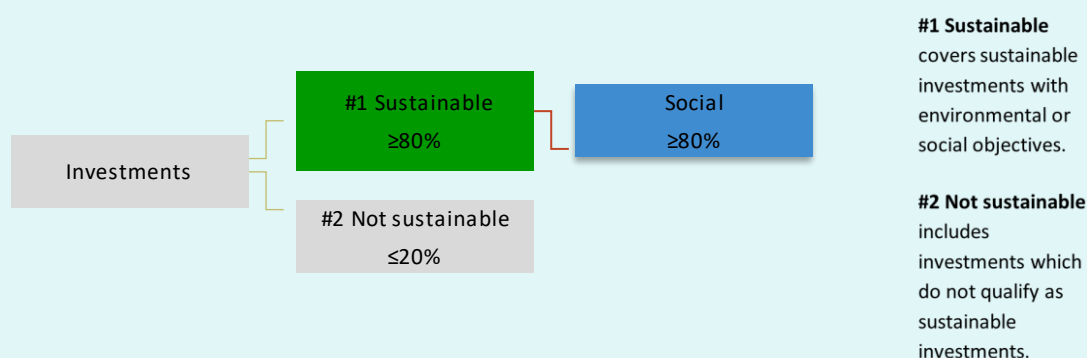 Investments
#1 Sustainable
≥80%
Social
≥80%
#2 Not sustainable
≤20%
#1 Sustainable
covers sustainable
investments with
environmental or
social objectives.
#2 Not sustainable
includes
investments which
do not qualify as
sustainable
investments.